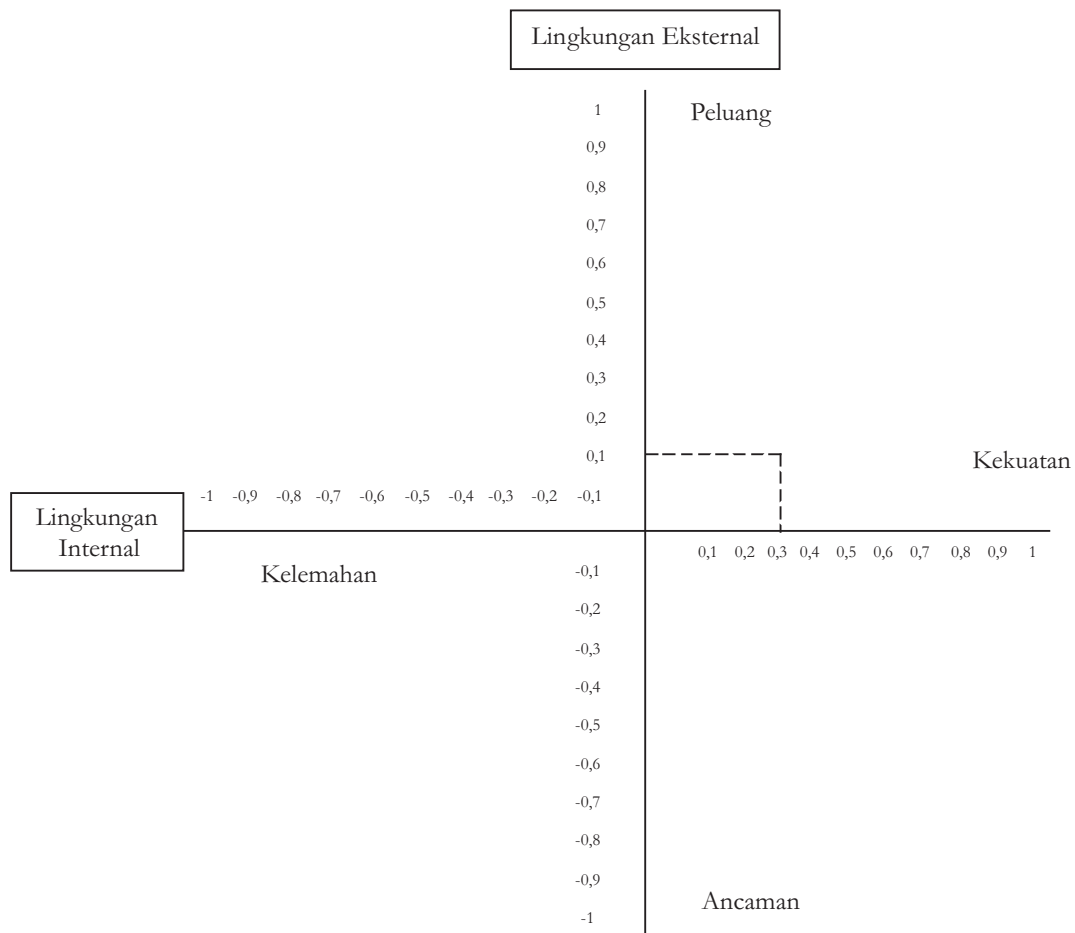 Lingkungan Eksternal
Peluang
1
0,9
0,8
0,7
0,6
0,5
0,4
0,3
0,2
0,1
Kekuatan
-1 -0,9 -0,8 -0,7 -0,6 -0,5 -0,4 -0,3 -0,2 -0,1
Lingkungan
Internal
0,1 0,2 0,3 0,4 0,5 0,6 0,7 0,8 0,9 1
Kelemahan
-0,1
-0,2
-0,3
-0,4
-0,5
-0,6
-0,7
-0,8
-0,9
-1
Ancaman